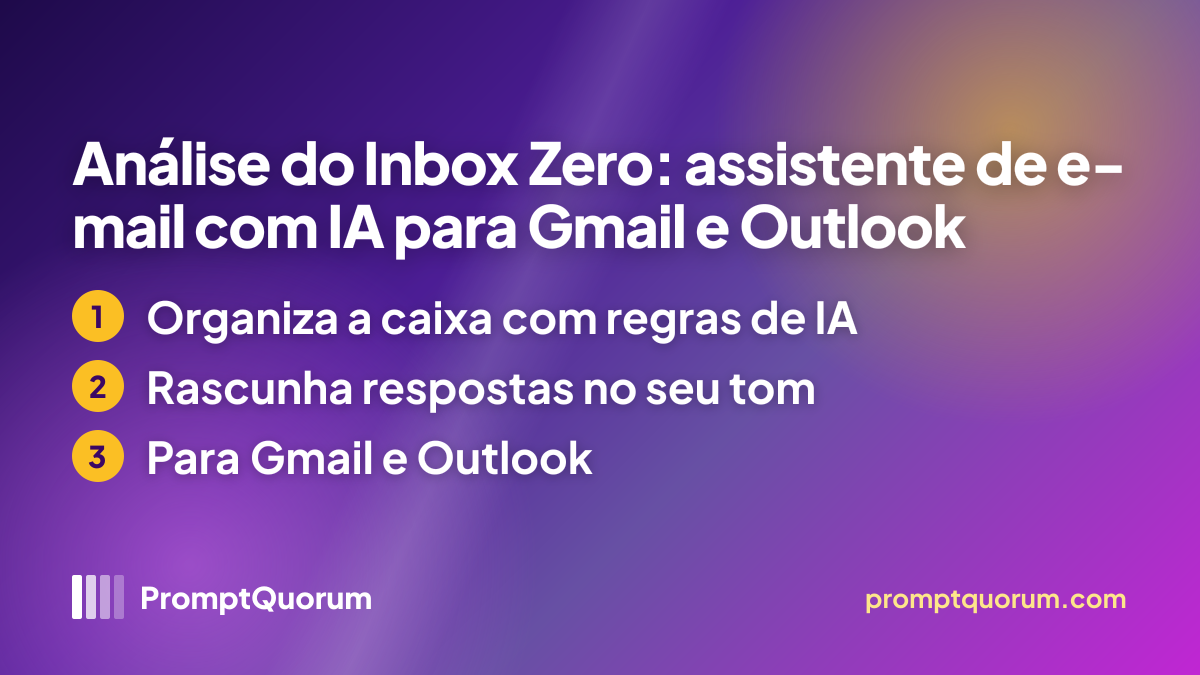 Análise do Inbox Zero: assistente de e-
mail com IA para Gmail e Outlook
1 Organiza a caixa com regras de IA
2 Rascunha respostas no seu tom
3 Para Gmail e Outlook
PromptQuorum
promptquorum.com